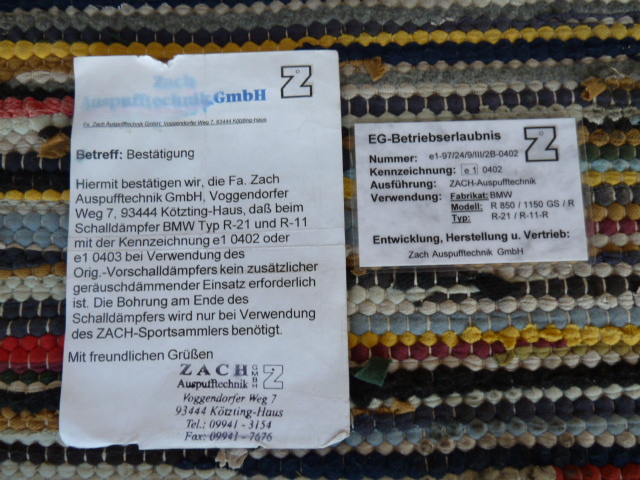 Zach
Auspufftechnik GmbH
Z
Fa. Zach Auspufftechnik GmbH, Voggendorfer Weg 7, 93444 Kötzting-Haus
Betreff: Bestätigung
Hiermit bestätigen wir, die Fa. Zach
Auspufftechnik GmbH, Voggendorfer
Weg 7, 93444 Kötzting-Haus, daß beim
Schalldämpfer BMW Typ R-21 und R-11
mit der Kennzeichnung e1 0402 oder
e1 0403 bei Verwendung des
Orig.-Vorschalldämpfers kein zusätzlicher
geräuschdämmender Einsatz erforderlich
ist. Die Bohrung am Ende des
Schalldämpfers wird nur bei Verwendung
des ZACH-Sportsammlers benötigt.
Mit freundlichen Grüßen
ZACH GMBH Z
Auspufftechnik
Voggendorfer Weg 7
93444 Kötzting-Haus
Tel.: 09941 - 3154
Fax: 09941 - 7676
EG-Betriebserlaubnis
Z
Nummer: e1-97/24/9/III/2B-0402
Kennzeichnung: e 1 0402
Ausführung: ZACH-Auspufftechnik
Verwendung: Fabrikat: BMW
Modell: R 850 / 1150 GS / R
Typ: R-21 / R-11-R
Entwicklung, Herstellung u. Vertrieb:
Zach Auspufftechnik GmbH